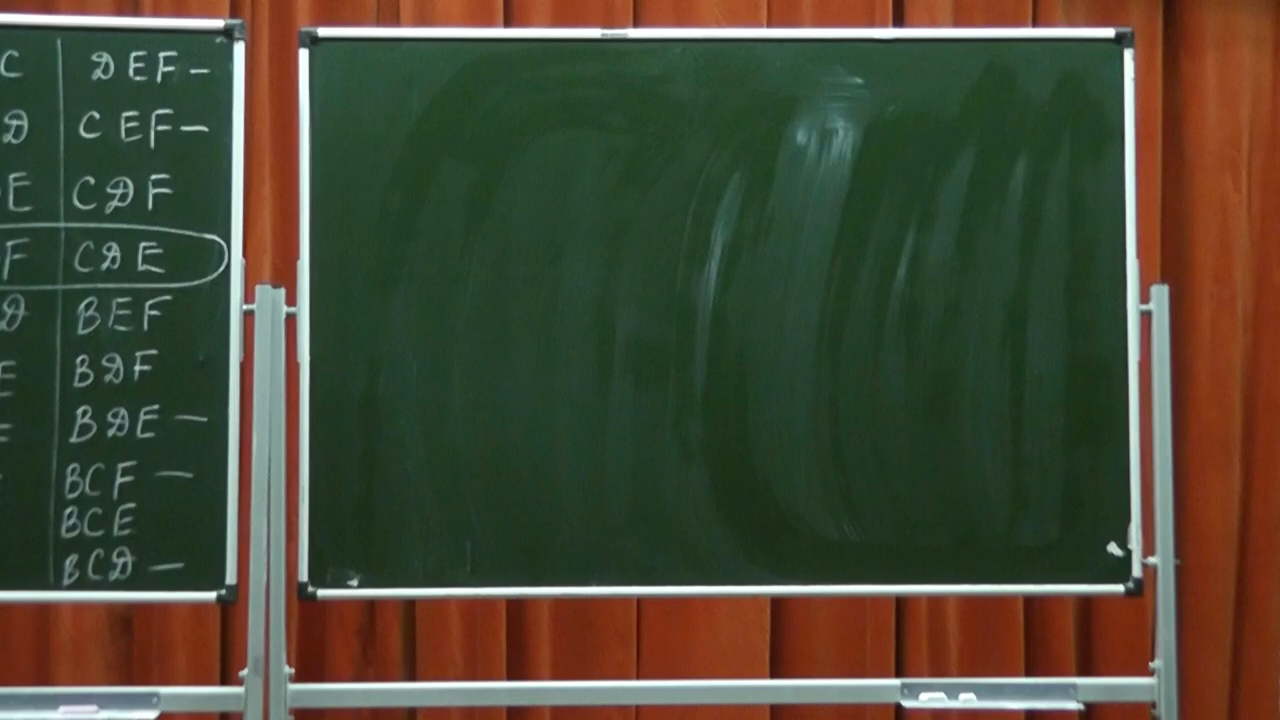 C | DEF –
D | CEF –
E | CDF
F | CDE
D | BEF
E | BDF
E | BDE –
BCF –
BCE
BCD –